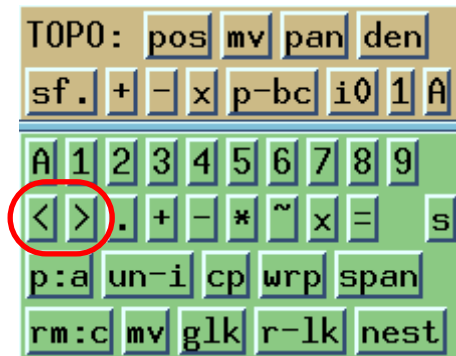 TOPO: pos mv pan den
sf. + - x p-bc i0 1 A
A 1 2 3 4 5 6 7 8 9
< > . + - * ~ x = s
p:a un-i cp wrp span
rm:c mv glk r-lk nest